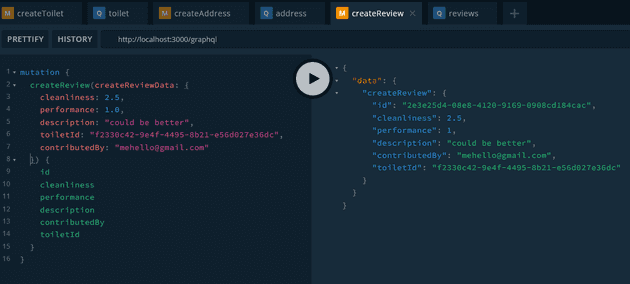 M createToilet Q toilet M createAddress Q address M createReview × Q reviews +
PRETTIFY HISTORY http://localhost:3000/graphql
1 mutation {
2 createReview(createReviewData: {
3 cleanliness: 2.5,
4 performance: 1.0,
5 description: "could be better",
6 toiletId: "f2330c42-9e4f-4495-8b21-e56d027e36dc",
7 contributedBy: "mehello@gmail.com"
8 }) {
9 id
10 cleanliness
11 performance
12 description
13 contributedBy
14 toiletId
15 }
16 }
{
"data": {
"createReview": {
"id": "2e3e25d4-08e8-4120-9169-0908cd184cac",
"cleanliness": 2.5,
"performance": 1,
"description": "could be better",
"contributedBy": "mehello@gmail.com",
"toiletId": "f2330c42-9e4f-4495-8b21-e56d027e36dc"
}
}
}